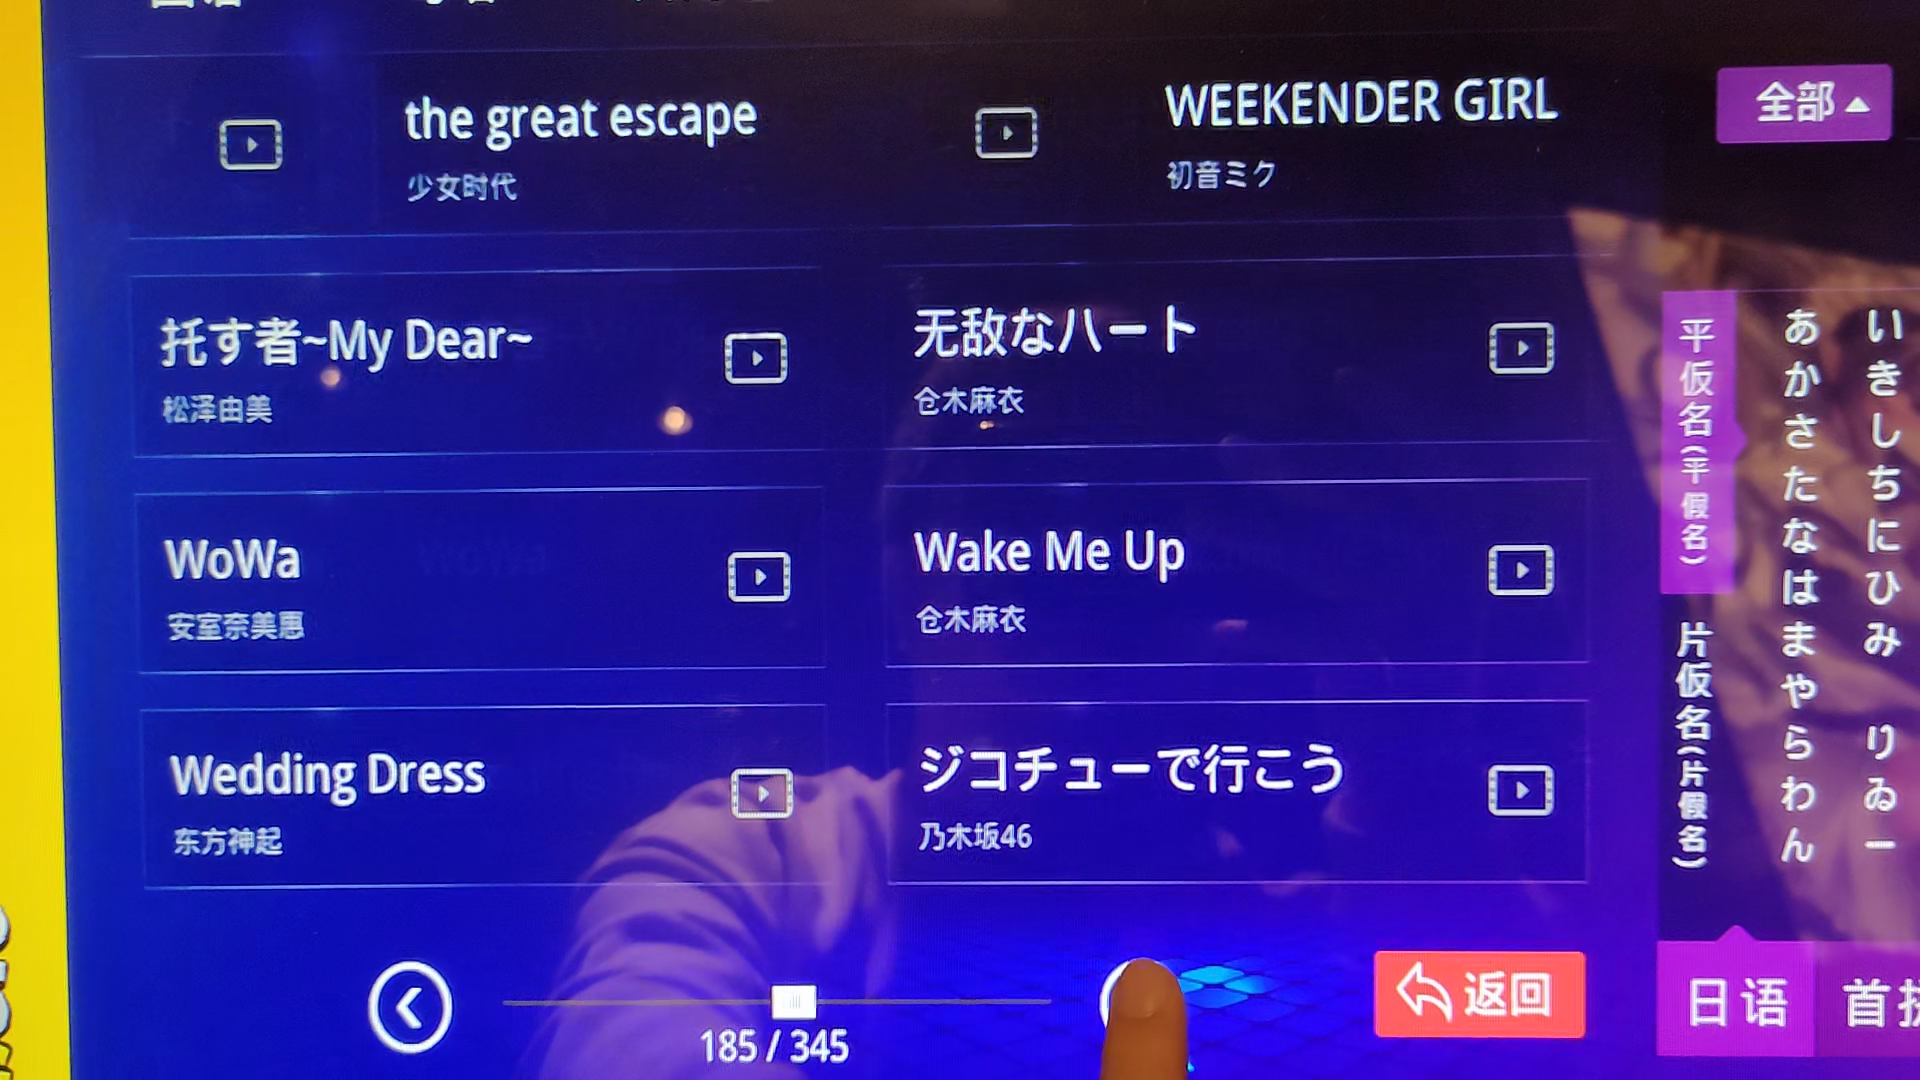 the great escape
少女时代
WEEKENDER GIRL
初音ミク
全部
托す者~My Dear~
松泽由美
无敌なハート
仓木麻衣
WoWa
安室奈美惠
Wake Me Up
仓木麻衣
Wedding Dress
东方神起
ジコチューで行こう
乃木坂46
平仮名(平假名)
片仮名(片假名)
あかさたなはまやらわん
いきしちにひみ りゐー
185 / 345
返回
日语
首